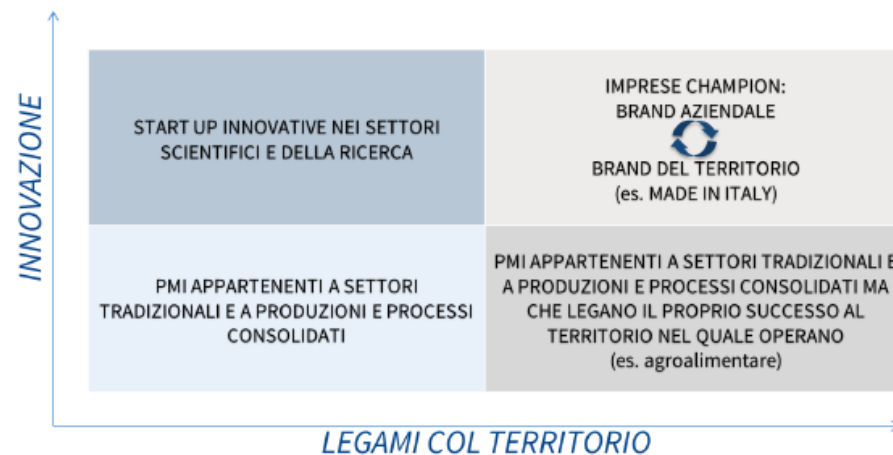 INNOVAZIONE
START UP INNOVATIVE NEI SETTORI
SCIENTIFICI E DELLA RICERCA
IMPRESE CHAMPION:
BRAND AZIENDALE
BRAND DEL TERRITORIO
(es. MADE IN ITALY)
PMI APPARTENENTI A SETTORI
TRADIZIONALI E A PRODUZIONI E PROCESSI
CONSOLIDATI
PMI APPARTENENTI A SETTORI TRADIZIONALI E
A PRODUZIONI E PROCESSI CONSOLIDATI MA
CHE LEGANO IL PROPRIO SUCCESSO AL
TERRITORIO NEL QUALE OPERANO
(es. agroalimentare)
LEGAMI COL TERRITORIO